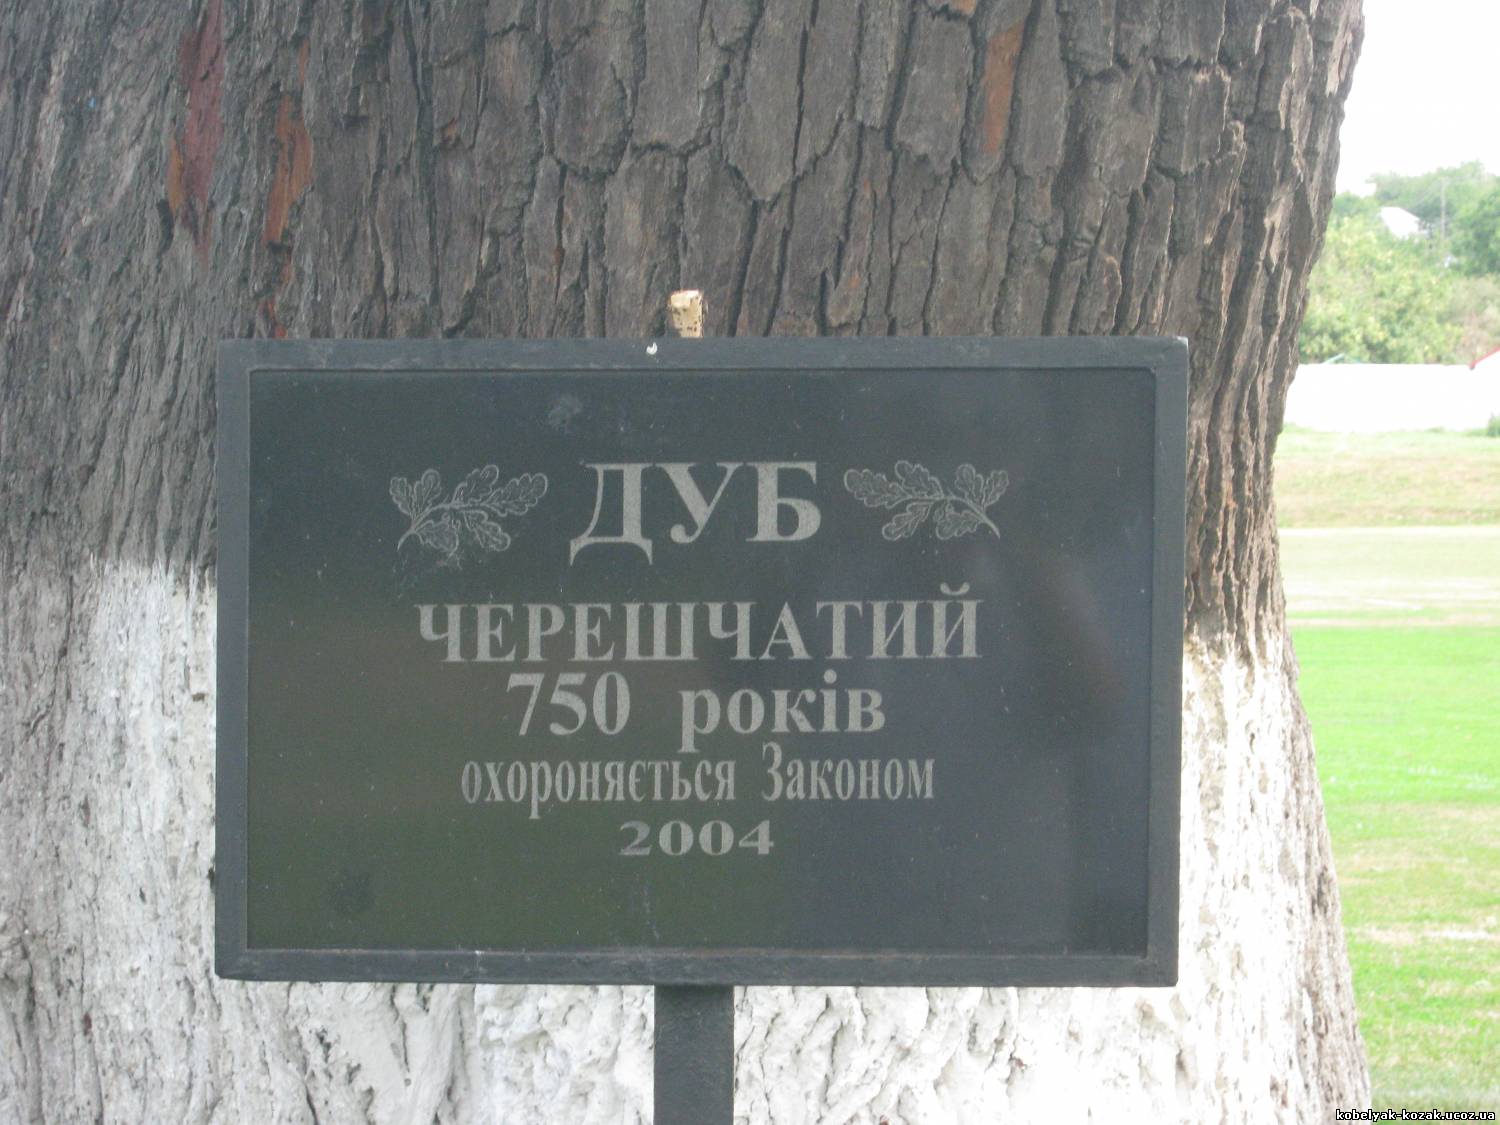 ДУБ
ЧЕРЕШЧАТИЙ
750 років
охороняється Законом
2004
kobelyak-kozak.ucoz.ua